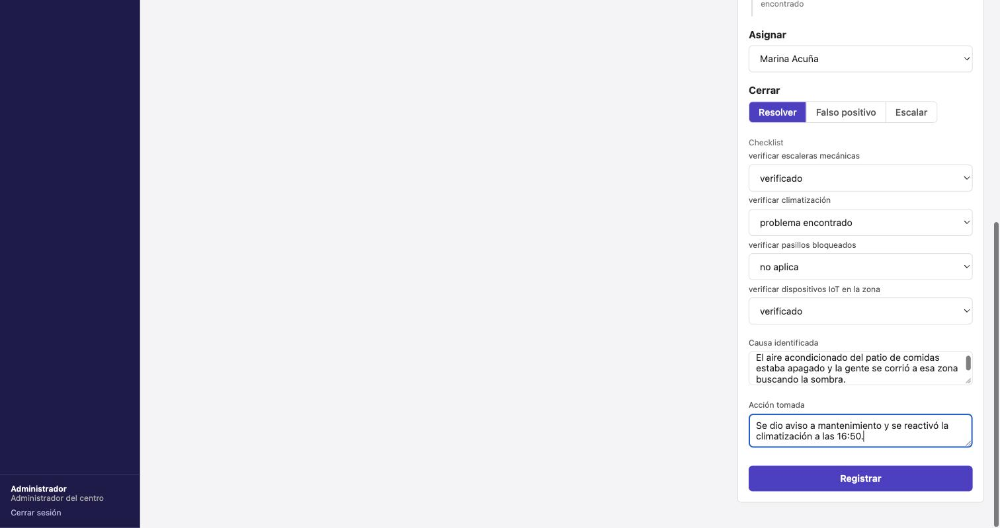 encontrado
Asignar
Marina Acuña
Cerrar
Resolver Falso positivo Escalar
Checklist
verificar escaleras mecánicas
verificado
verificar climatización
problema encontrado
verificar pasillos bloqueados
no aplica
verificar dispositivos IoT en la zona
verificado
Causa identificada
El aire acondicionado del patio de comidas
estaba apagado y la gente se corrió a esa zona
buscando la sombra.
Acción tomada
Se dio aviso a mantenimiento y se reactivó la
climatización a las 16:50.
Registrar
Administrador
Administrador del centro
Cerrar sesión